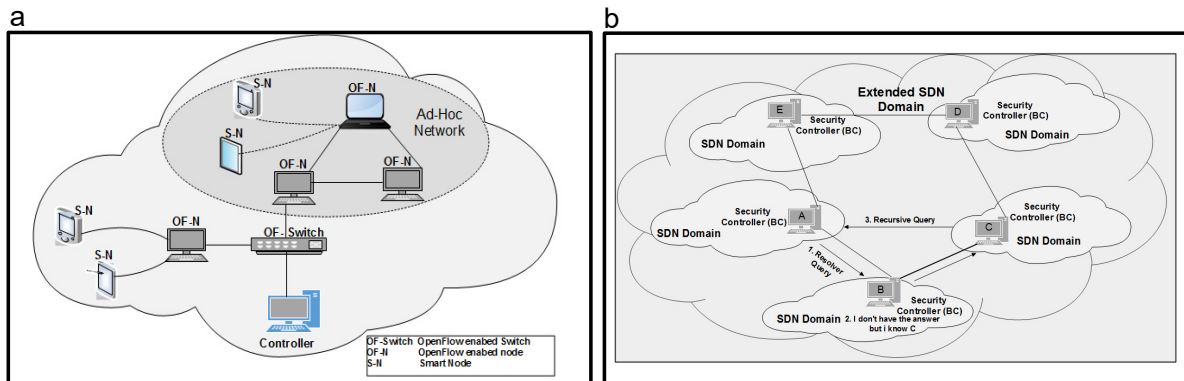 a
S-N
OF-N
Ad-Hoc
Network
S-N
OF-N
OF-N
S-N
OF-N
OF- Switch
S-N
Controller
OF-Switch OpenFlow enabed Switch
OF-N OpenFlow enabed node
S-N Smart Node
b
Extended SDN
Domain
E
Security
Controller (BC)
SDN Domain
D
Security
Controller (BC)
SDN Domain
Security
Controller (BC)
A
SDN Domain
3. Recursive Query
Security
Controller (BC)
C
SDN Domain
1. Resolver
Query
B
Security
Controller (BC)
SDN Domain
2. I don't have the answer
but i know C